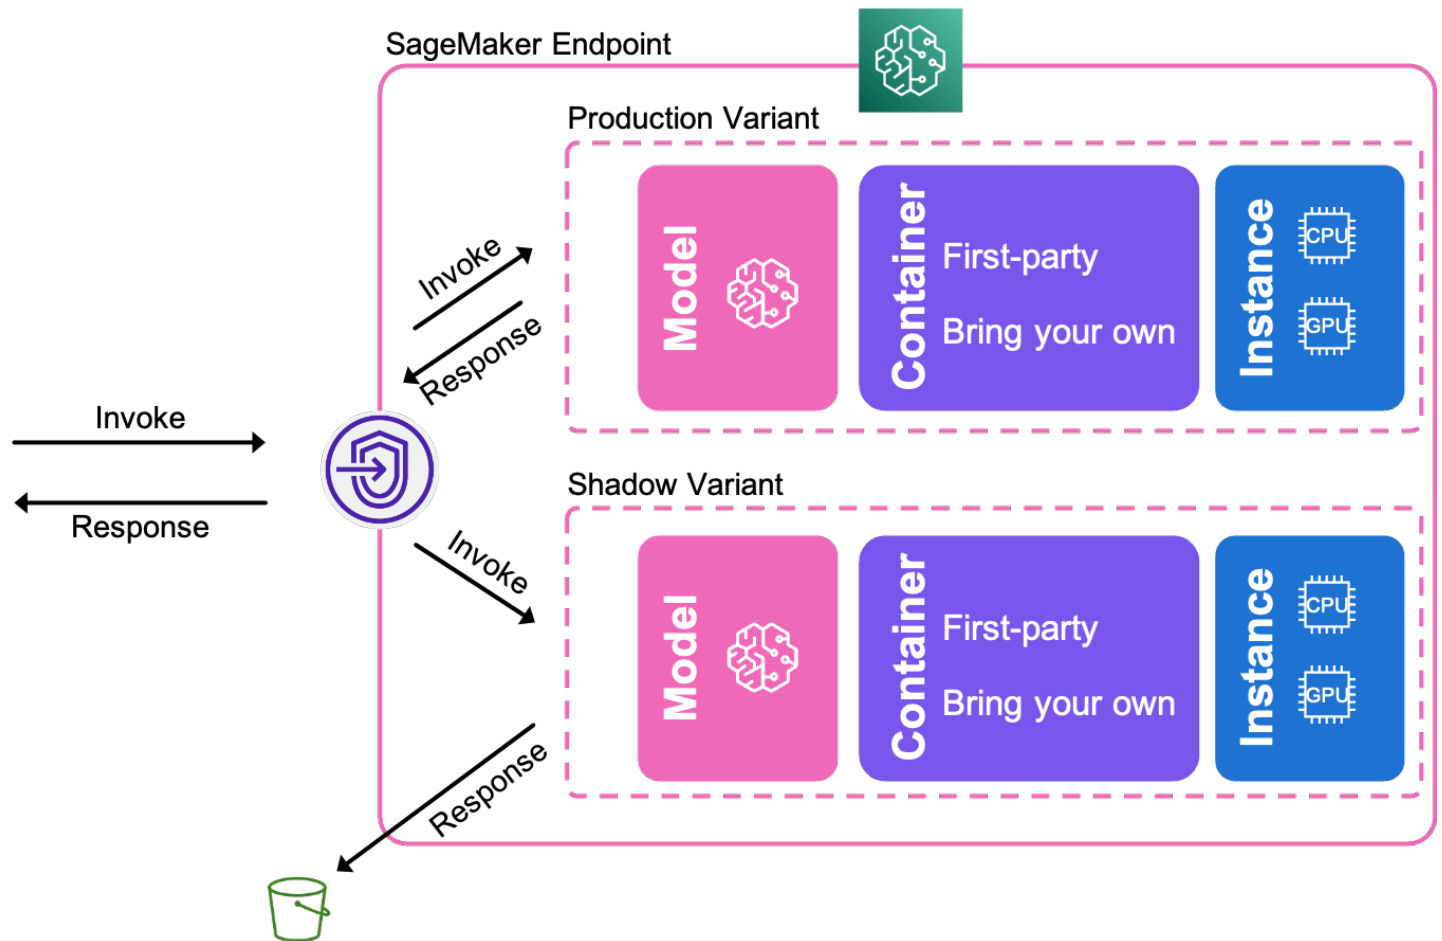 SageMaker Endpoint
Production Variant
Invoke
Response
Model
Container
First-party
Bring your own
Instance
CPU
GPU
Invoke
Response
Shadow Variant
Invoke
Response
Model
Container
First-party
Bring your own
Instance
CPU
GPU